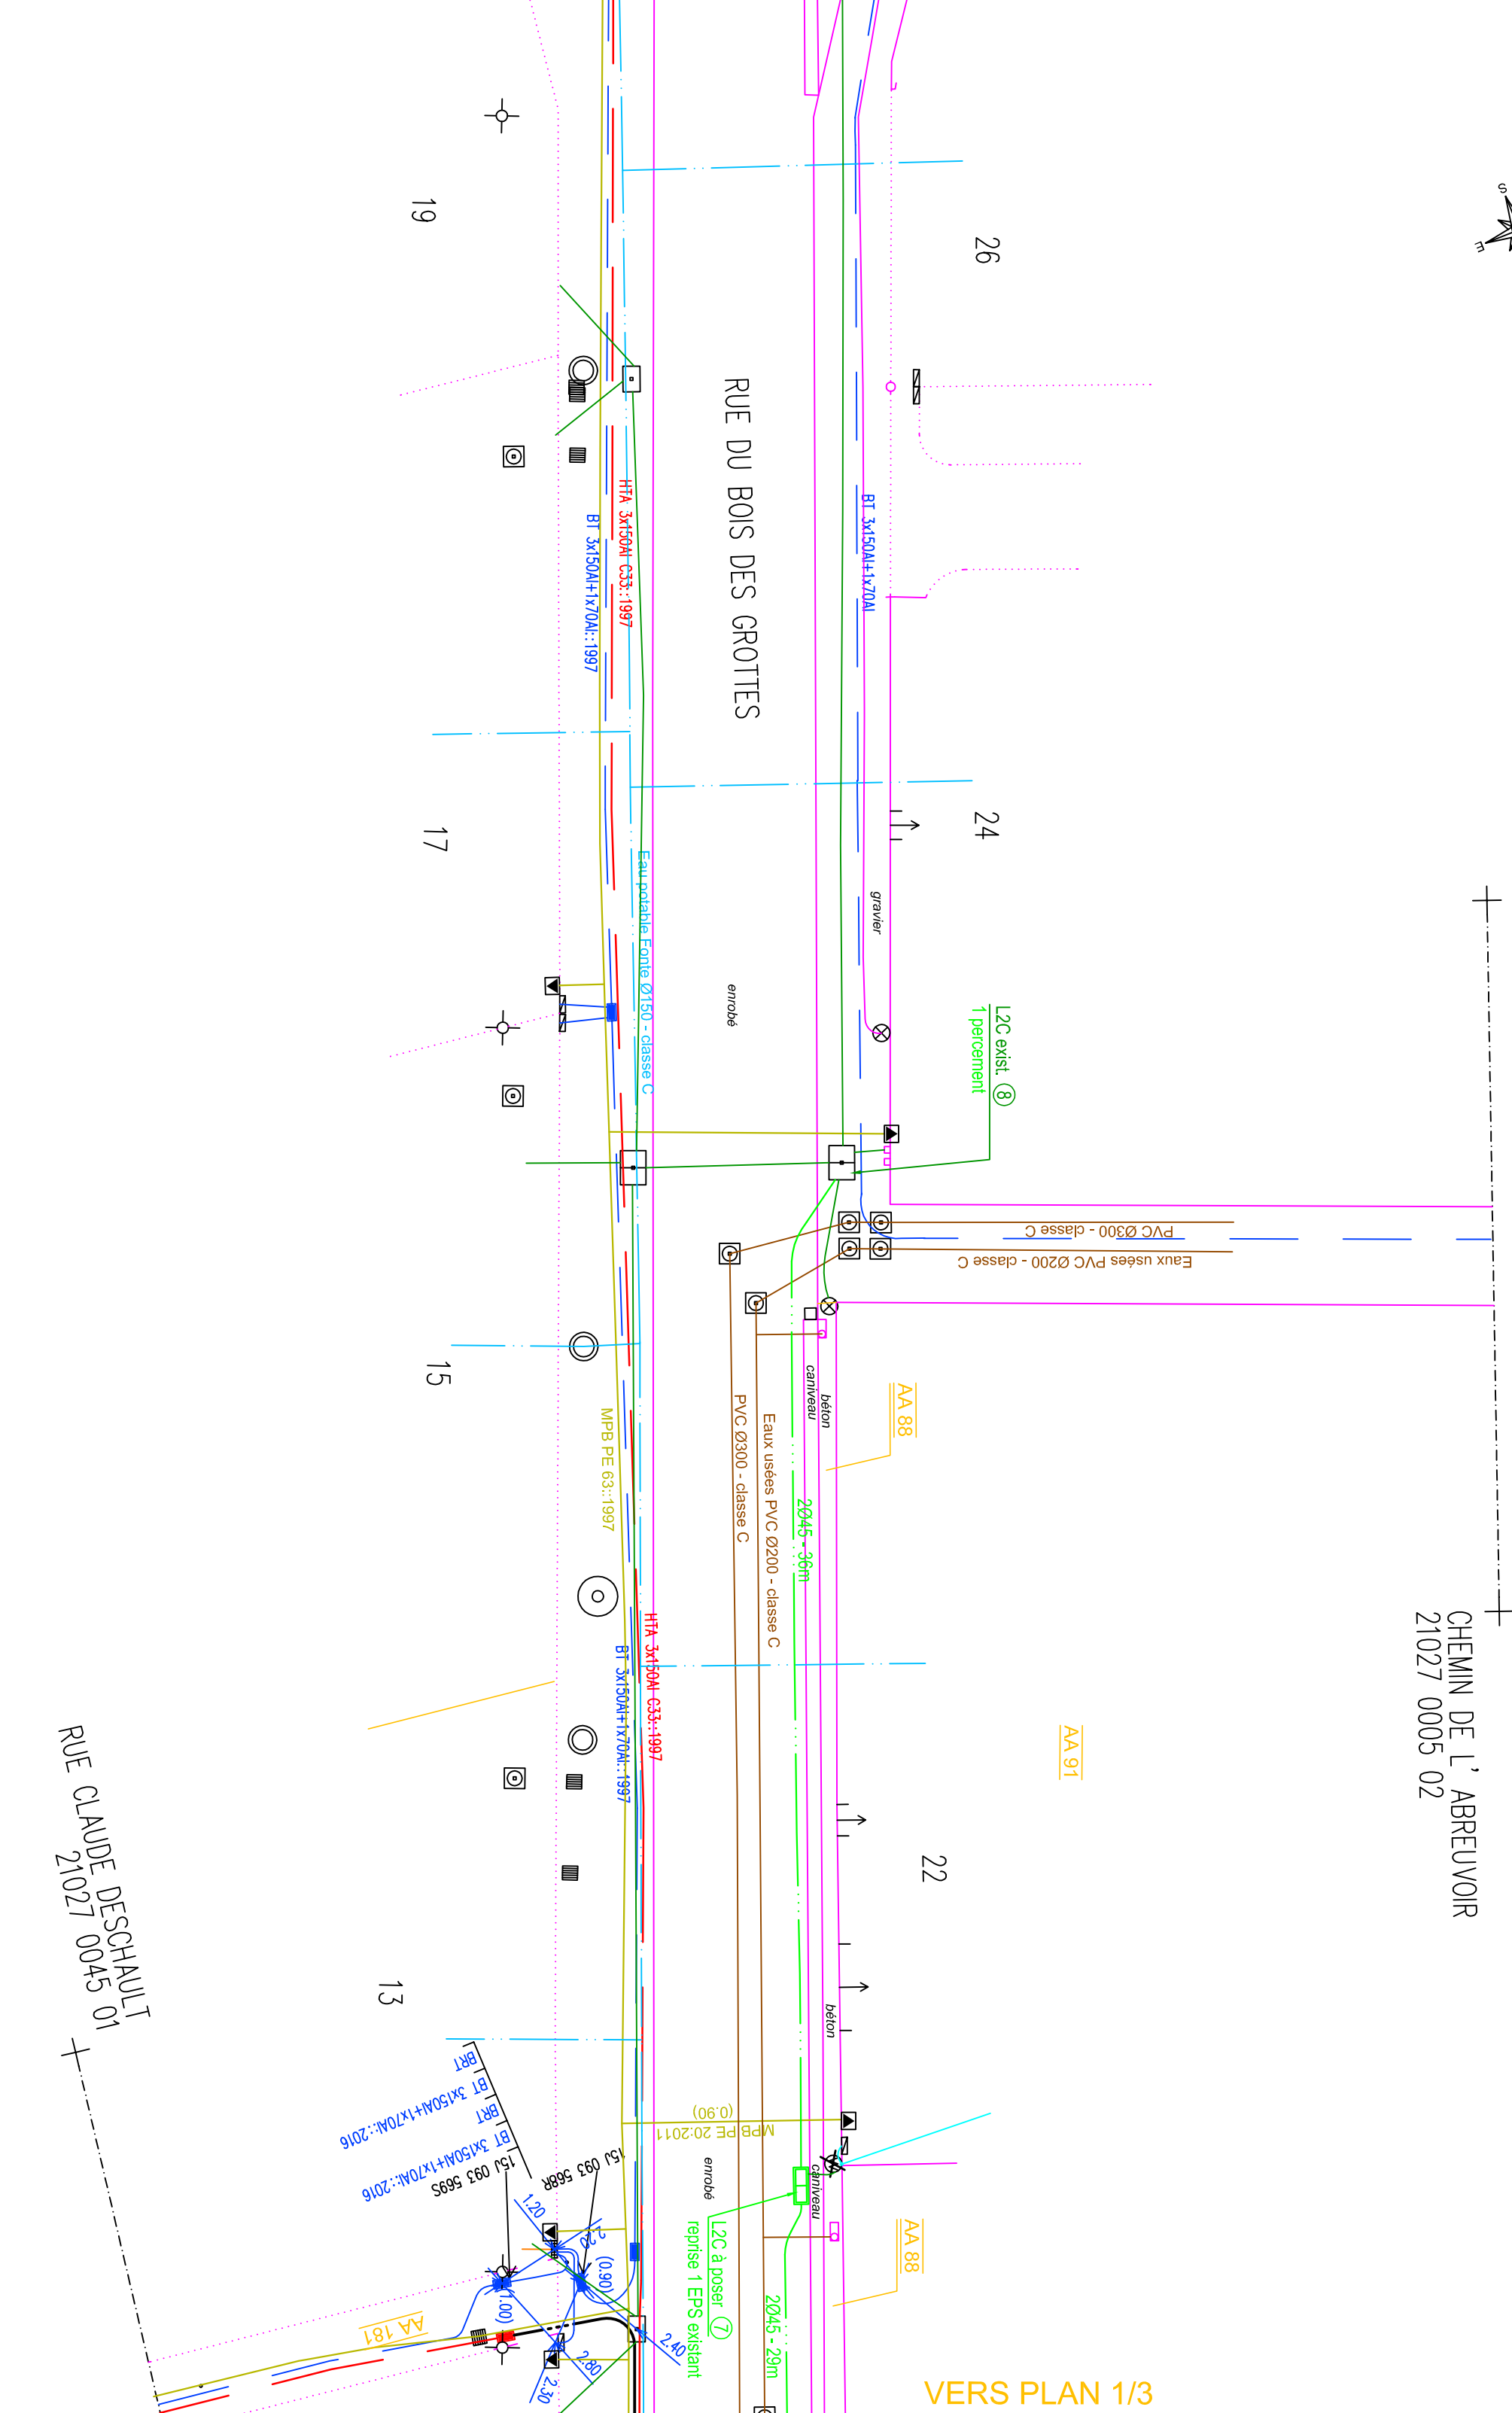 S
E
19
26
RUE DU BOIS DES GROTTES
HTA 3x150Al C33::1997
BT 3x150Al+1x70Al::1997
BT 3x150Al+1x70Al
17
24
gravier
Eau potable Fonte Ø150 - classe C
enrobé
L2C exist. 8
1 percement
PVC Ø300 - classe C
Eaux usées PVC Ø200 - classe C
15
béton
caniveau
AA 88
MPB PE 63::1997
PVC Ø300 - classe C
Eaux usées PVC Ø200 - classe C
2Ø45 - 36m
CHEMIN DE L' ABREUVOIR
21027 0005 02
HTA 3x150Al C33::1997
BT 3x150Al+1x70Al::1997
AA 91
RUE CLAUDE DESCHAULT
21027 0045 01
22
13
béton
BRT
BT 3x150Al+1x70Al::2016
BRT
BT 3x150Al+1x70Al::2016
15J 093 569S
15J 093 568R
MPB PE 20:2011
(0.90)
enrobé
caniveau
1.20
2.20
(0.90)
(1.00)
2.40
2.80
2.30
AA 181
L2C à poser 7
reprise 1 EPS existant
2Ø45 - 29m
AA 88
VERS PLAN 1/3